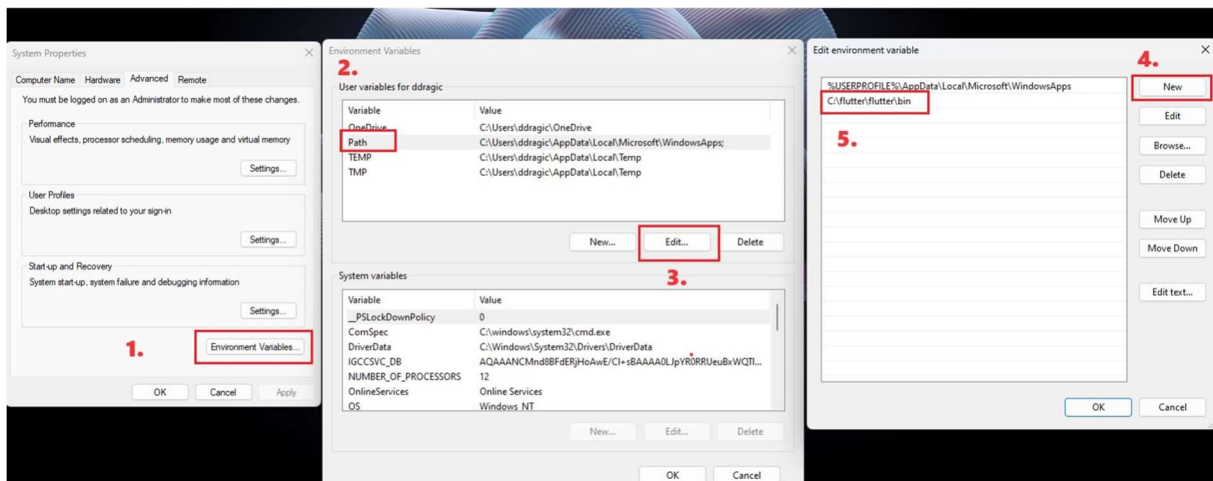 System Properties
Computer Name Hardware Advanced Remote
You must be logged on as an Administrator to make most of these changes.
Performance
Visual effects, processor scheduling, memory usage and virtual memory
Settings...
User Profiles
Desktop settings related to your sign-in
Settings...
Start-up and Recovery
System start-up, system failure and debugging information
Settings...
1.
Environment Variables...
OK Cancel Apply
Environment Variables
2.
User variables for ddragic
Variable Value
OneDrive C:\Users\ddragic\OneDrive
Path C:\Users\ddragic\AppData\Local\Microsoft\WindowsApps;
TEMP C:\Users\ddragic\AppData\Local\Temp
TMP C:\Users\ddragic\AppData\Local\Temp
New... Edit... Delete
3.
System variables
Variable Value
__PSLockDownPolicy 0
ComSpec C:\windows\system32\cmd.exe
DriverData C:\Windows\System32\Drivers\DriverData
IGCCSVC_DB
NUMBER_OF_PROCESSORS 12
OnlineServices Online Services
OS Windows_NT
New... Edit... Delete
OK Cancel
Edit environment variable
4.
%USERPROFILE%\AppData\Local\Microsoft\WindowsApps
C:\flutter\flutter\bin
5.
New
Edit
Browse...
Delete
Move Up
Move Down
Edit text...
OK Cancel